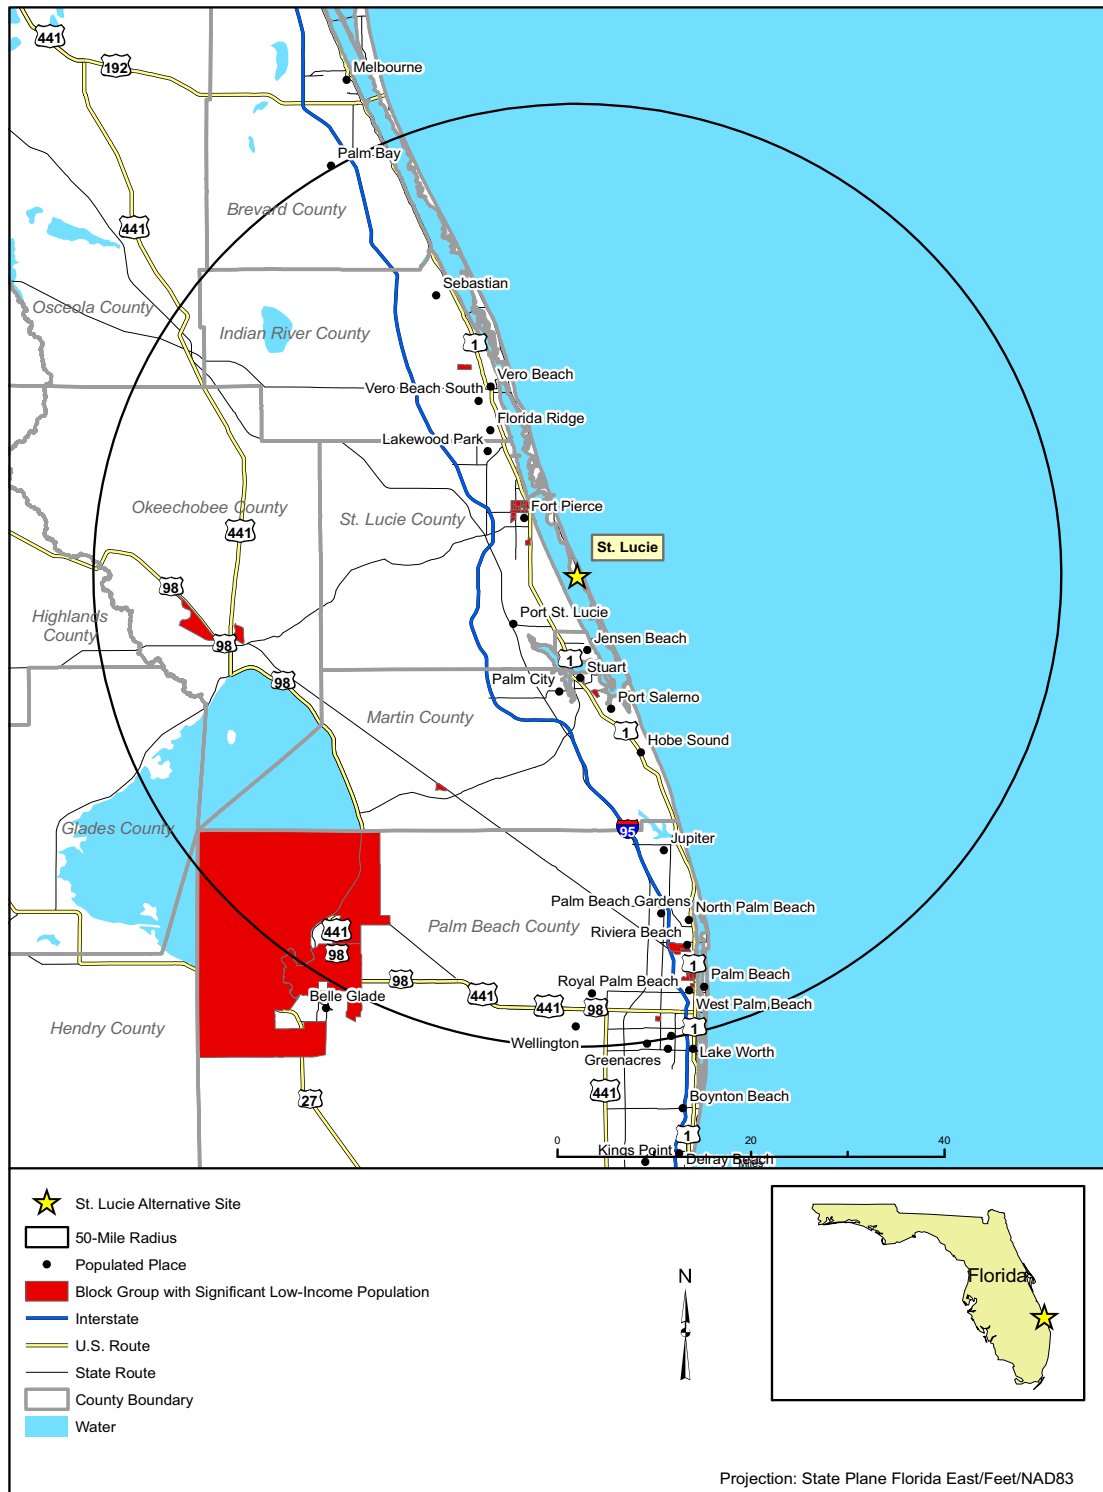 441
192
Melbourne
Palm Bay
Brevard County
441
Sebastian
Osceola County
Indian River County
1
Vero Beach
Vero Beach South
Florida Ridge
Lakewood Park
Okeechobee County
St. Lucie County
Fort Pierce
441
St. Lucie
98
Highlands
County
Port St. Lucie
98
Jensen Beach
1
Stuart
98
Palm City
Port Salerno
Martin County
1
Hobe Sound
Glades County
95
Jupiter
Palm Beach Gardens
North Palm Beach
Palm Beach County
441
Riviera Beach
98
1
98
Royal Palm Beach
Palm Beach
Belle Glade
441
441
98
West Palm Beach
Hendry County
1
Wellington
Greenacres
Lake Worth
441
27
Boynton Beach
1
0
20
40
Kings Point
Delray Beach
Miles
St. Lucie Alternative Site
50-Mile Radius
Populated Place
Block Group with Significant Low-Income Population
Interstate
U.S. Route
State Route
County Boundary
Water
N
Florida
Projection: State Plane Florida East/Feet/NAD83